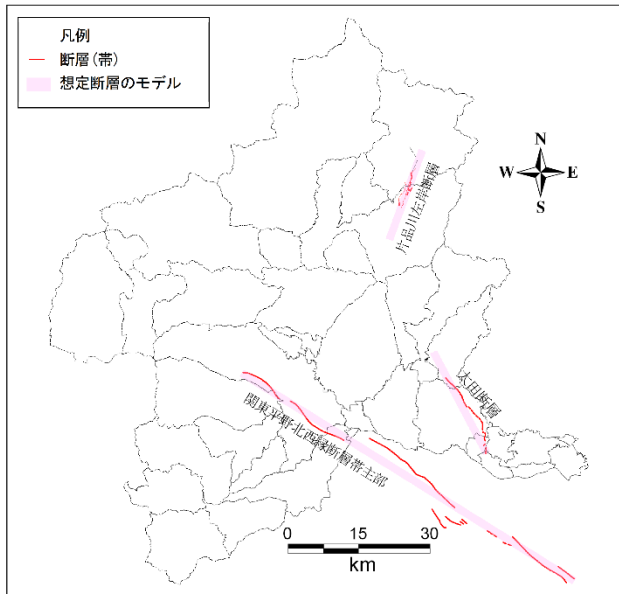 凡例
断層(帯)
想定断層のモデル
N
W
E
S
片品川左岸断層
太田断層
関東平野北西縁断層帯主部
0 15 30
km